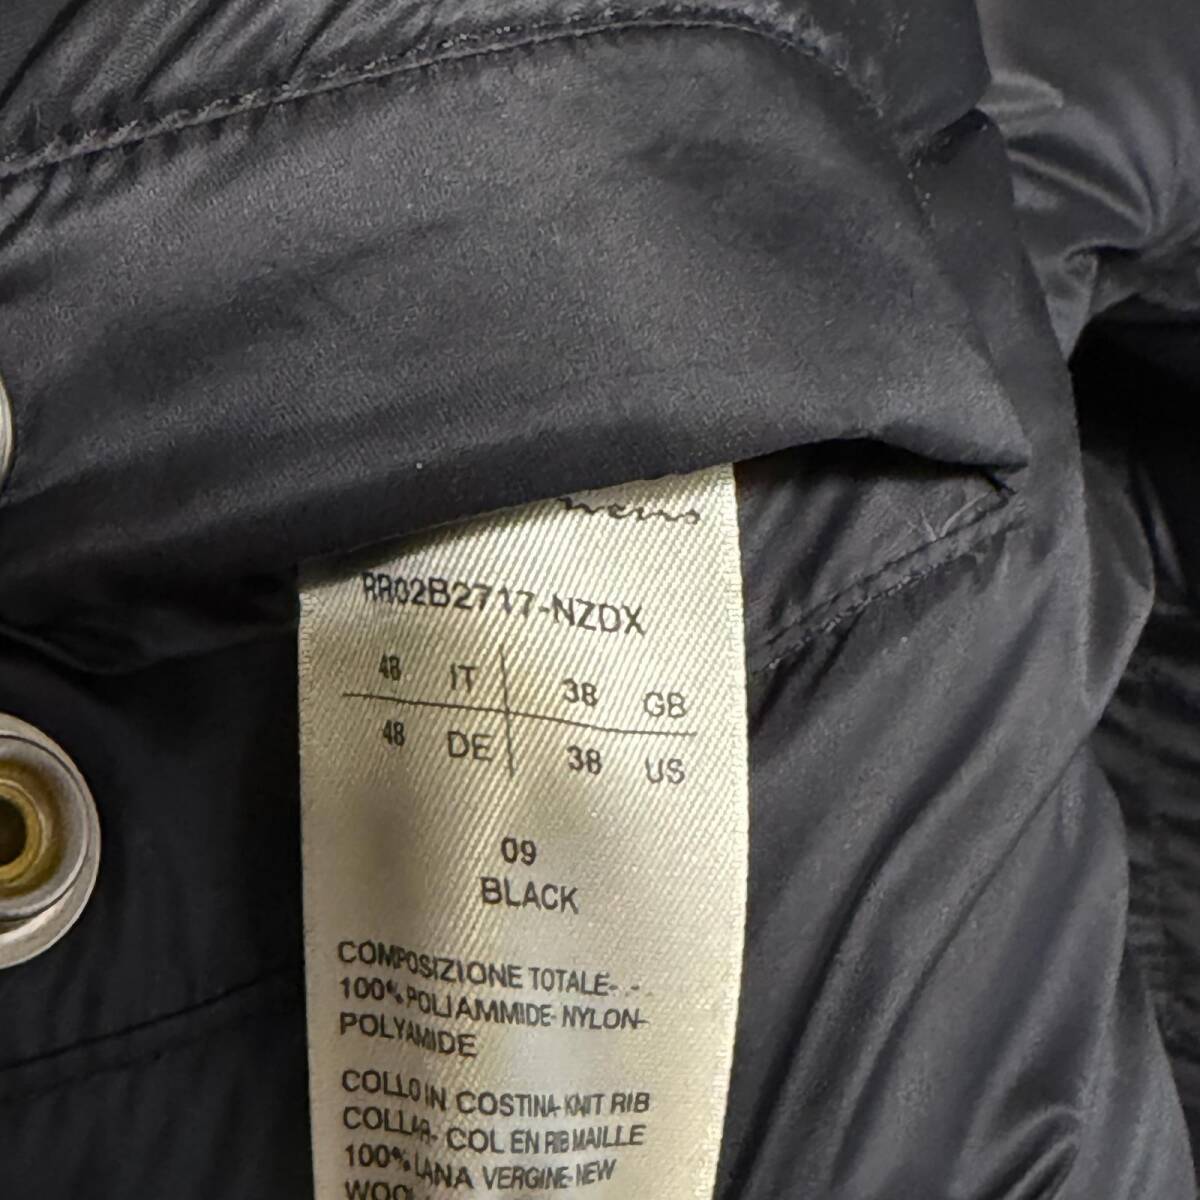 RR02B2717-NZDX
48 IT 38 GB
48 DE 38 US
09
BLACK
COMPOSIZIONE TOTALE- -
100% POLIAMMIDE-NYLON-
POLYAMIDE
COLLO IN COSTINA-KNIT RIB
COLLAR- COL EN RIB MAILLE
100% LANA VERGINE-NEW